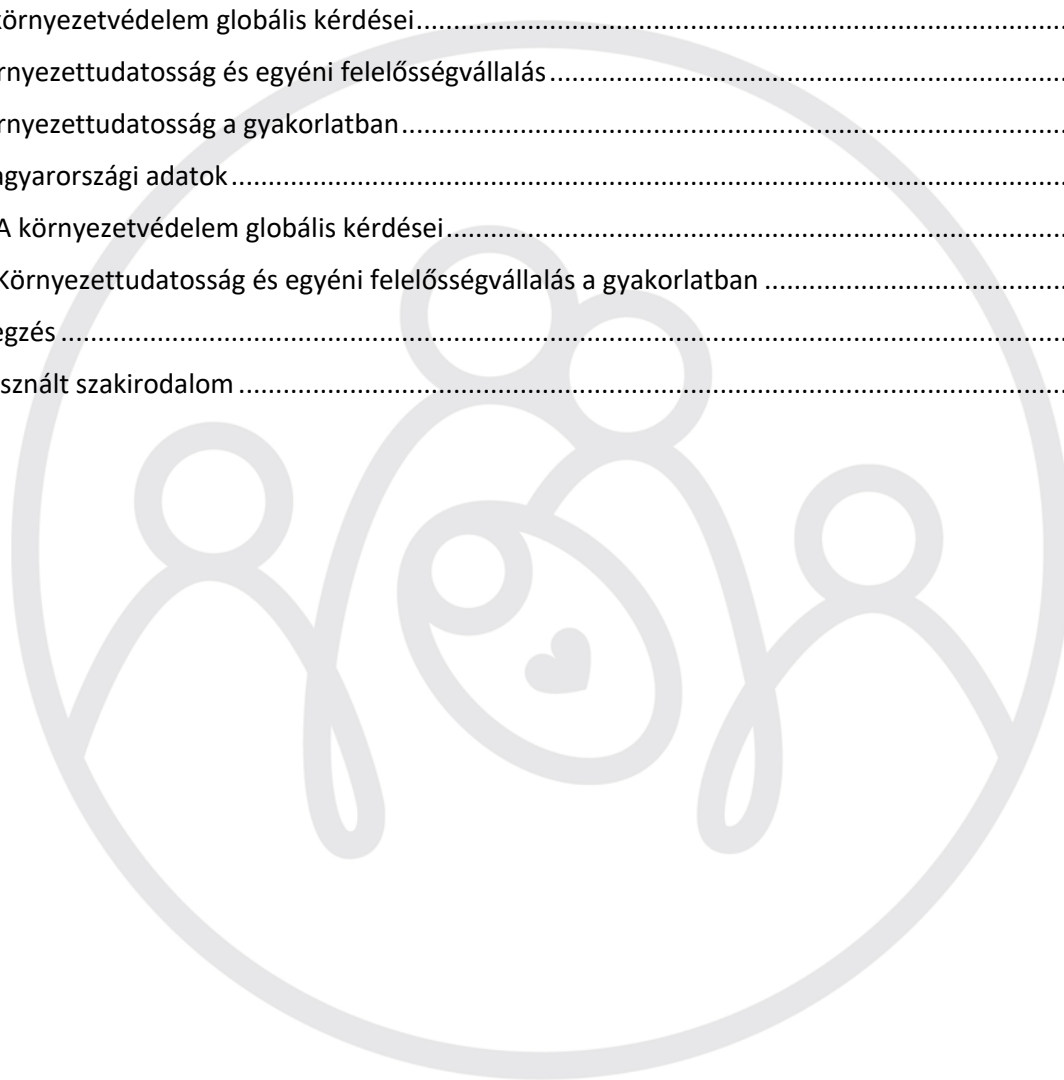 környezetvédelem globális kérdései
rnyezettudatosság és egyéni felelősségvállalás
rnyezettudatosság a gyakorlatban
agyarországi adatok
A környezetvédelem globális kérdései
Környezettudatosság és egyéni felelősségvállalás a gyakorlatban
egzés
sznált szakirodalom